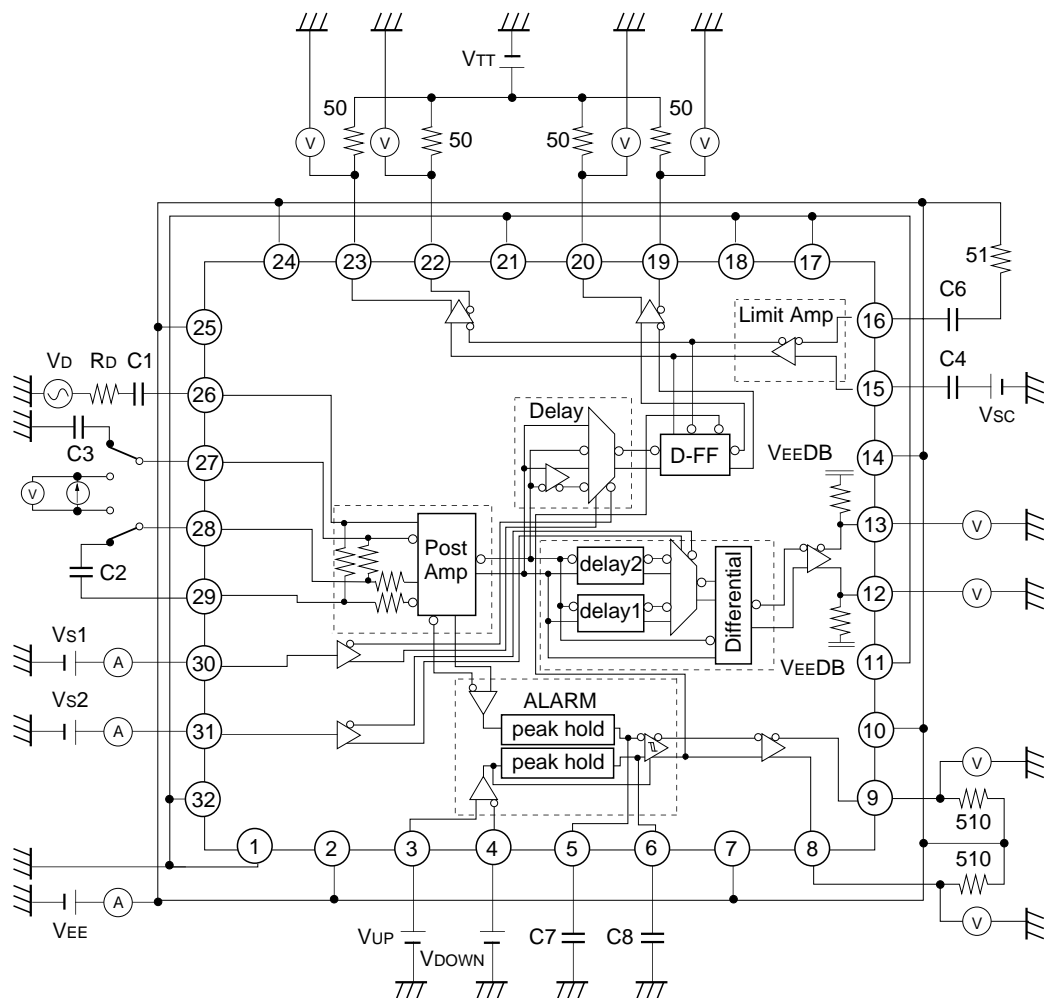 VTT
50
50
50
50
V
V
V
V
24
23
22
21
20
19
18
17
51
C6
Limit Amp
16
25
VD
RD
C1
26
C4
15
VSC
Delay
D-FF
VEEDB
14
C3
27
V
13
V
28
Post
Amp
delay2
Differential
C2
29
delay1
12
V
VEEDB
11
VS1
A
30
VS2
A
31
ALARM
peak hold
peak hold
10
V
9
510
32
1
2
3
4
5
6
7
8
510
V
VEE
A
VUP
VDOWN
C7
C8